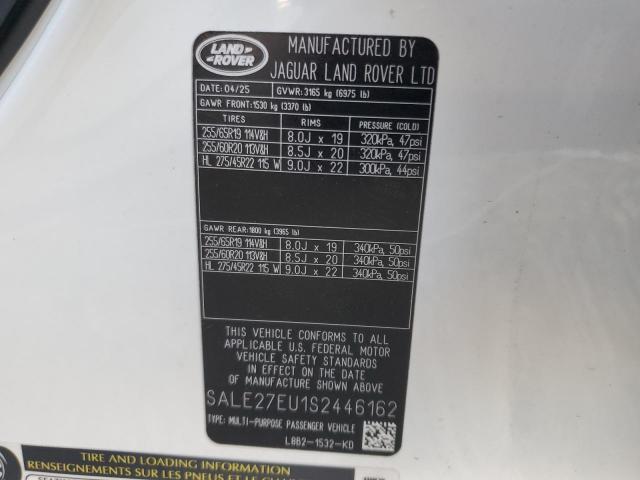 LAND ROVER
MANUFACTURED BY
JAGUAR LAND ROVER LTD
DATE: 04/25 GVWR: 3165 kg (6975 lb)
GAWR FRONT: 1530 kg (3370 lb)
TIRES RIMS PRESSURE (COLD)
255/65R19 114V&H 8.0J x 19 320kPa, 47psi
255/60R20 113V&H 8.5J x 20 320kPa, 47psi
HL 275/45R22 115 W 9.0J x 22 300kPa, 44psi
GAWR REAR: 1800 kg (3965 lb)
255/65R19 114V&H 8.0J x 19 340kPa, 50psi
255/60R20 113V&H 8.5J x 20 340kPa, 50psi
HL 275/45R22 115 W 9.0J x 22 340kPa, 50psi
THIS VEHICLE CONFORMS TO ALL
APPLICABLE U.S. FEDERAL MOTOR
VEHICLE SAFETY STANDARDS
IN EFFECT ON THE DATE OF
MANUFACTURE SHOWN ABOVE
SALE27EU1S2446162
TYPE: MULTI-PURPOSE PASSENGER VEHICLE
L8B2-1532-KD
TIRE AND LOADING INFORMATION
RENSEIGNEMENTS SUR LES PNEUS ET LE